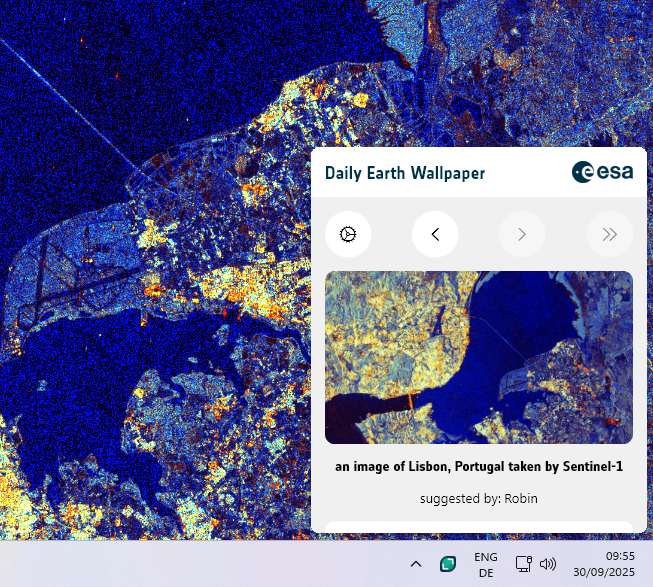 Daily Earth Wallpaper
esa
an image of Lisbon, Portugal taken by Sentinel-1
suggested by: Robin
ENG
DE
09:55
30/09/2025